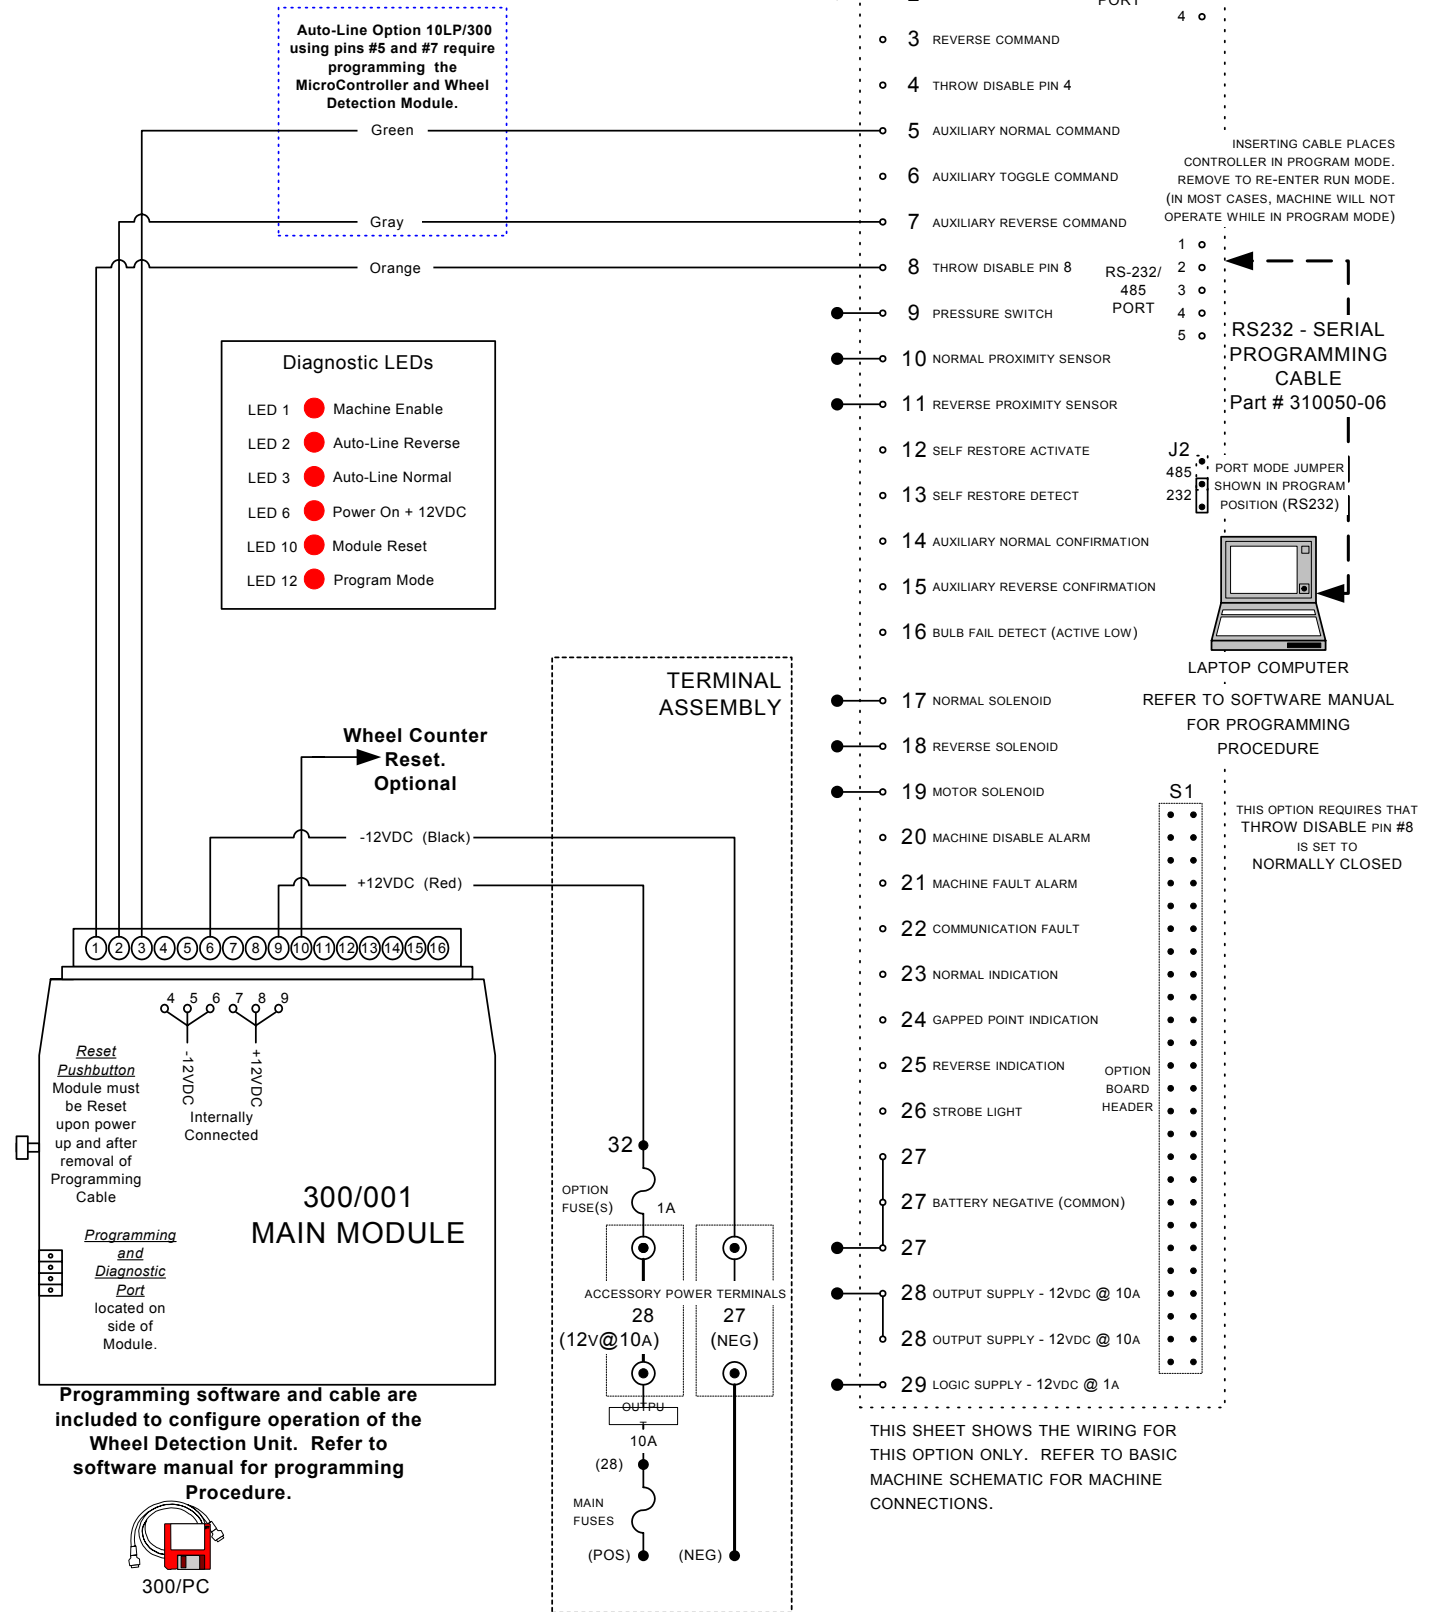 PORT
4
Auto-Line Option 10LP/300
using pins #5 and #7 require
programming the
MicroController and Wheel
Detection Module.
3 REVERSE COMMAND
4 THROW DISABLE PIN 4
Green
5 AUXILIARY NORMAL COMMAND
6 AUXILIARY TOGGLE COMMAND
Gray
7 AUXILIARY REVERSE COMMAND
Orange
8 THROW DISABLE PIN 8
9 PRESSURE SWITCH
10 NORMAL PROXIMITY SENSOR
11 REVERSE PROXIMITY SENSOR
12 SELF RESTORE ACTIVATE
13 SELF RESTORE DETECT
14 AUXILIARY NORMAL CONFIRMATION
15 AUXILIARY REVERSE CONFIRMATION
16 BULB FAIL DETECT (ACTIVE LOW)
17 NORMAL SOLENOID
18 REVERSE SOLENOID
19 MOTOR SOLENOID
20 MACHINE DISABLE ALARM
21 MACHINE FAULT ALARM
22 COMMUNICATION FAULT
23 NORMAL INDICATION
24 GAPPED POINT INDICATION
25 REVERSE INDICATION
26 STROBE LIGHT
27
27 BATTERY NEGATIVE (COMMON)
27
28 OUTPUT SUPPLY - 12VDC @ 10A
28 OUTPUT SUPPLY - 12VDC @ 10A
29 LOGIC SUPPLY - 12VDC @ 1A
INSERTING CABLE PLACES
CONTROLLER IN PROGRAM MODE.
REMOVE TO RE-ENTER RUN MODE.
(IN MOST CASES, MACHINE WILL NOT
OPERATE WHILE IN PROGRAM MODE)
RS-232/
485
PORT
1
2
3
4
5
RS232 - SERIAL
PROGRAMMING
CABLE
Part # 310050-06
J2
485
232
PORT MODE JUMPER
SHOWN IN PROGRAM
POSITION (RS232)
LAPTOP COMPUTER
REFER TO SOFTWARE MANUAL
FOR PROGRAMMING
PROCEDURE
S1
THIS OPTION REQUIRES THAT
THROW DISABLE PIN #8
IS SET TO
NORMALLY CLOSED
OPTION
BOARD
HEADER
THIS SHEET SHOWS THE WIRING FOR
THIS OPTION ONLY. REFER TO BASIC
MACHINE SCHEMATIC FOR MACHINE
CONNECTIONS.
Diagnostic LEDs
LED 1 Machine Enable
LED 2 Auto-Line Reverse
LED 3 Auto-Line Normal
LED 6 Power On + 12VDC
LED 10 Module Reset
LED 12 Program Mode
Wheel Counter
Reset.
Optional
-12VDC (Black)
+12VDC (Red)
1 2 3 4 5 6 7 8 9 10 11 12 13 14 15 16
4 5 6 7 8 9
-12VDC
+12VDC
Internally
Connected
Reset
Pushbutton
Module must
be Reset
upon power
up and after
removal of
Programming
Cable
300/001
MAIN MODULE
Programming
and
Diagnostic
Port
located on
side of
Module.
Programming software and cable are
included to configure operation of the
Wheel Detection Unit. Refer to
software manual for programming
Procedure.
300/PC
TERMINAL
ASSEMBLY
32
OPTION
FUSE(S)
1A
ACCESSORY POWER TERMINALS
28
(12V@10A)
27
(NEG)
OUTPU
T
10A
(28)
MAIN
FUSES
(POS)
(NEG)